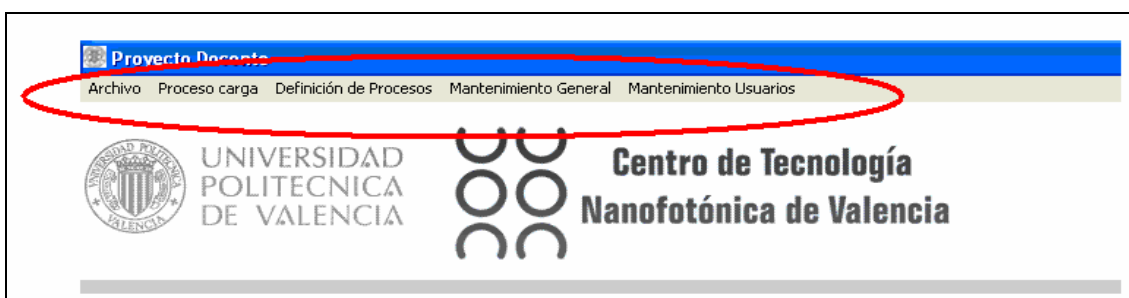 Proyecto Docente
Archivo Proceso carga Definición de Procesos Mantenimiento General Mantenimiento Usuarios
UNIVERSIDAD
POLITECNICA
DE VALENCIA
Centro de Tecnología
Nanofotónica de Valencia